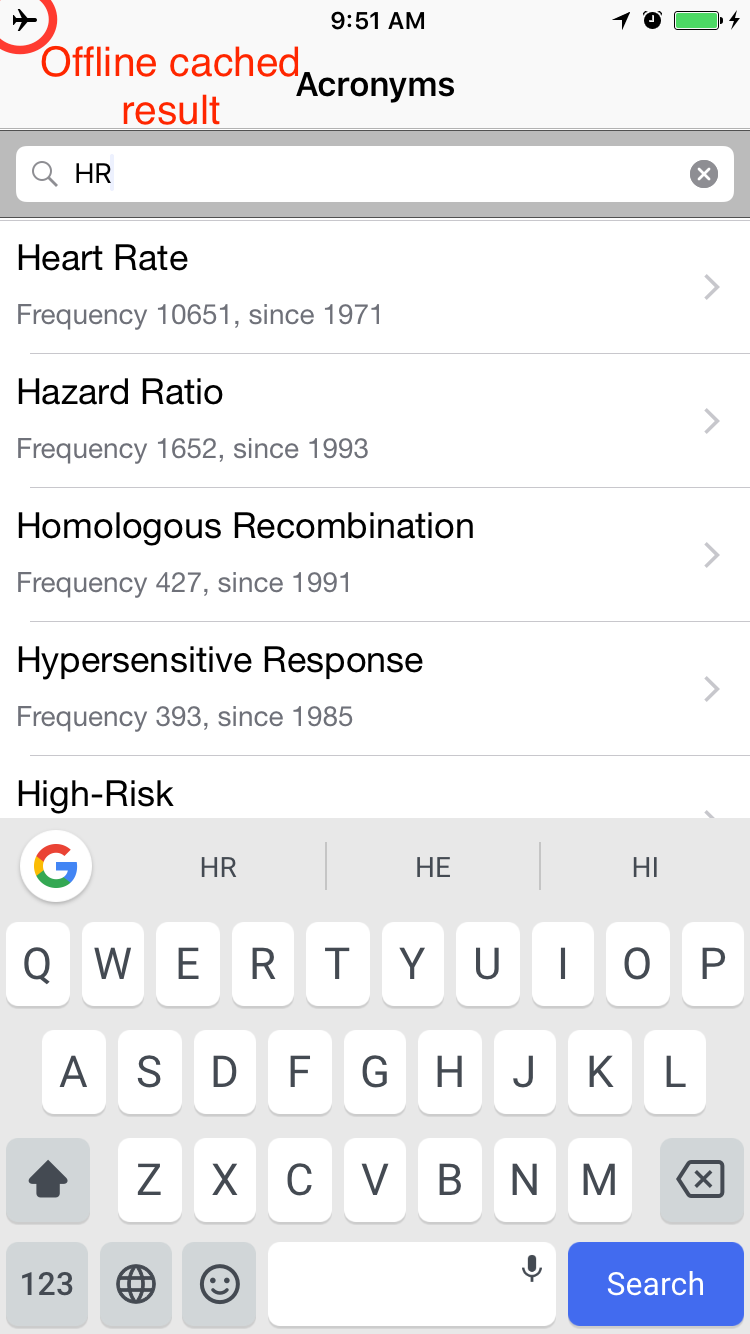 9:51 AM
Offline cached
result
Acronyms
HR
Heart Rate
Frequency 10651, since 1971
Hazard Ratio
Frequency 1652, since 1993
Homologous Recombination
Frequency 427, since 1991
Hypersensitive Response
Frequency 393, since 1985
High-Risk
G HR HE HI
Q W E R T Y U I O P
A S D F G H J K L
Z X C V B N M
123 Search